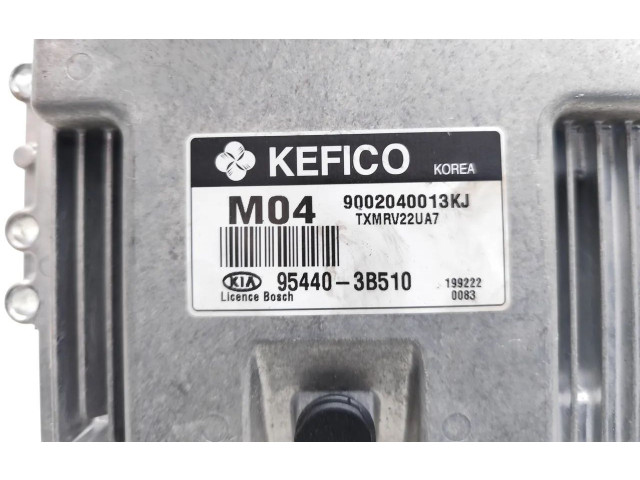 KEFICO KOREA
M04 9002040013KJ
TXMRV22UA7
KIA 95440-3B510 199222
Licence Bosch 0083